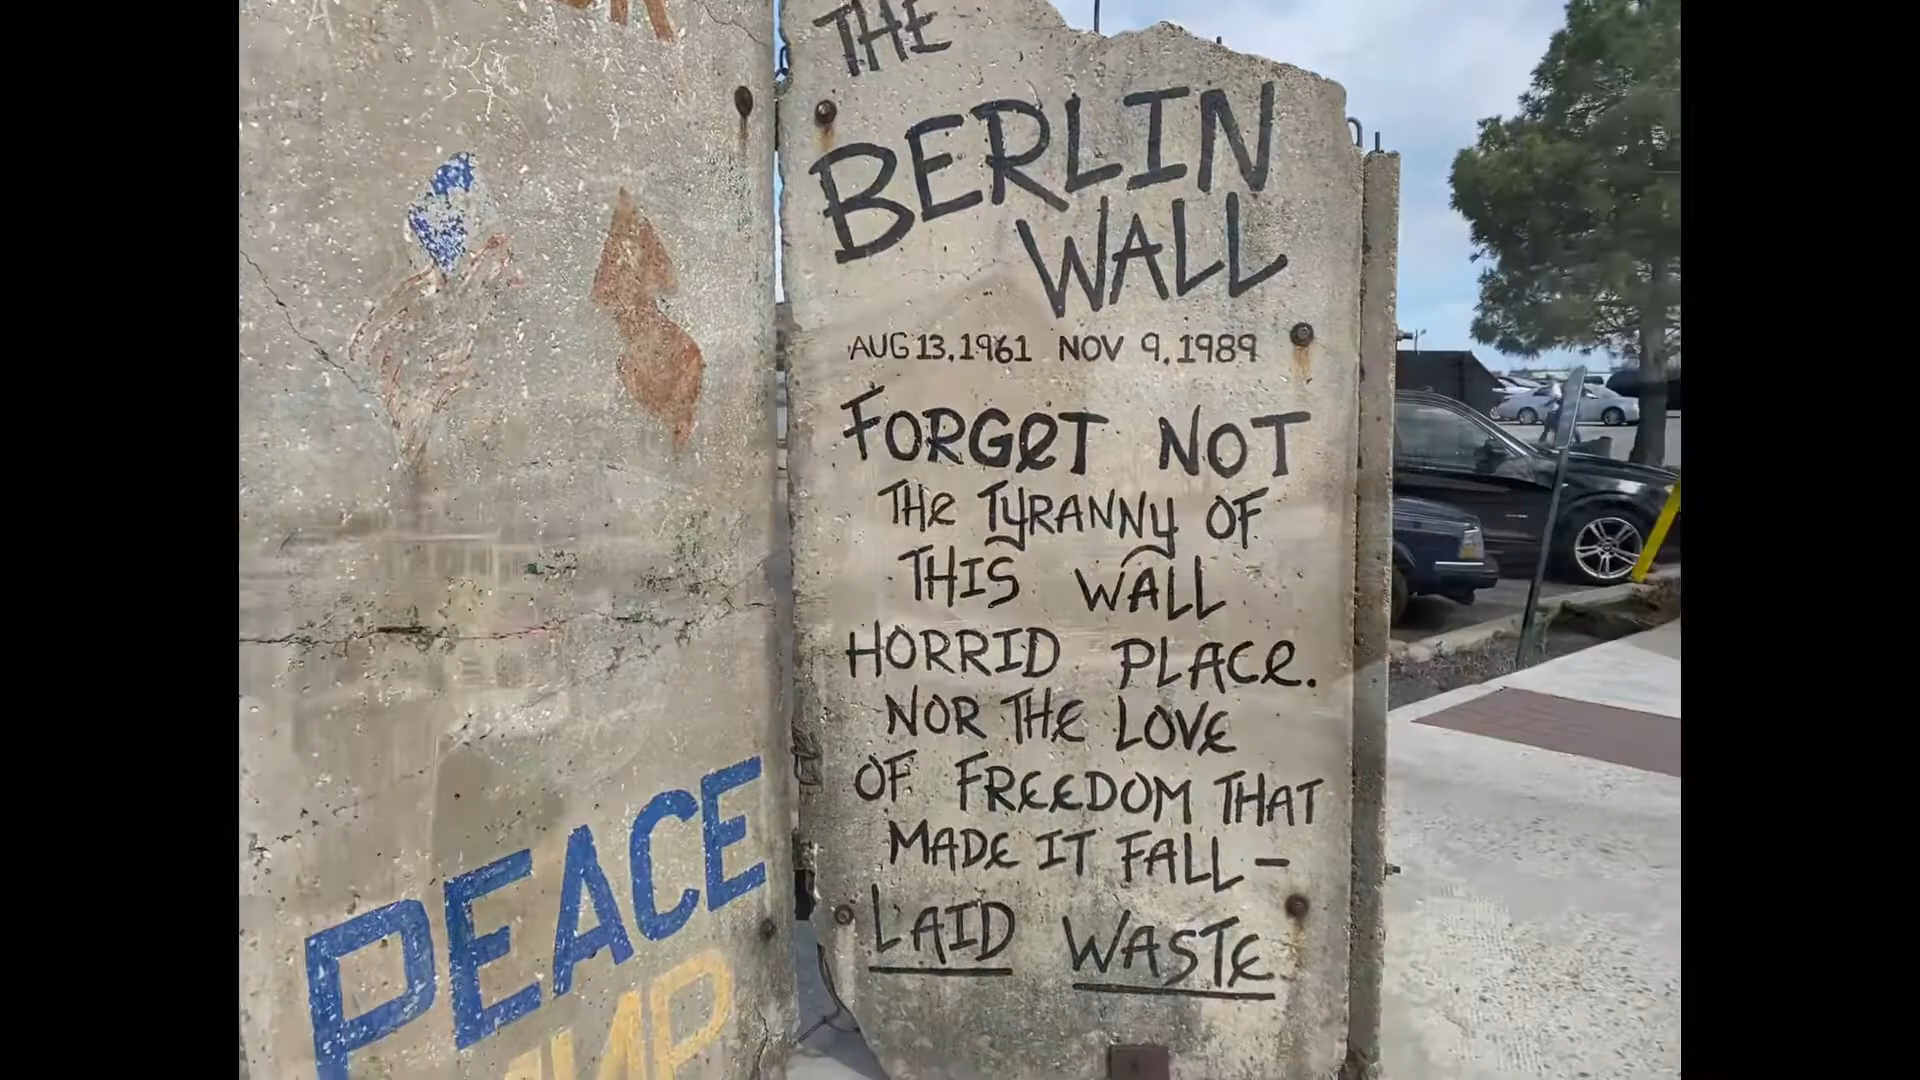 THE
BERLIN
WALL
AUG 13, 1961 NOV 9, 1989
FORGET NOT
THE TYRANNY OF
THIS WALL
HORRID PLACE.
NOR THE LOVE
OF FREEDOM THAT
MADE IT FALL -
LAID WASTE
PEACE